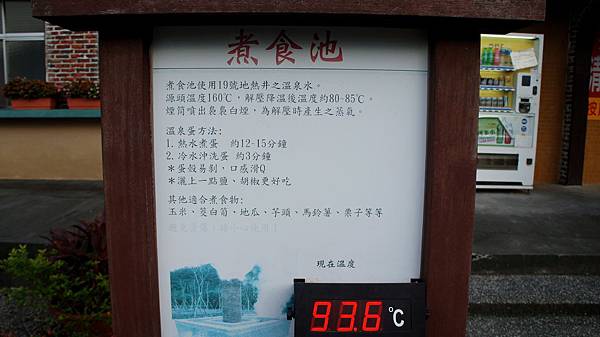 煮食池
煮食池使用19號地熱井之溫泉水。
源頭溫度160℃，解壓降溫後溫度約80-85℃。
煙筒噴出裊裊白煙，為解壓時產生之蒸氣。
溫泉蛋方法:
1. 熱水煮蛋　約12-15分鐘
2. 冷水沖洗蛋 約3分鐘
＊蛋殼易剝，口感滑Q
＊灑上一點鹽、胡椒更好吃
其他適合煮食物:
玉米、茭白筍、地瓜、芋頭、馬鈴薯、栗子等等
現在溫度
93.6 ℃